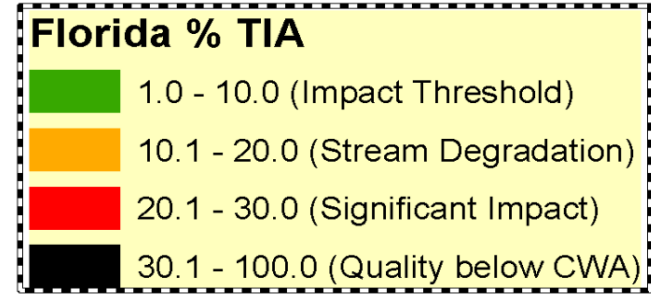 Florida % TIA
1.0 - 10.0 (Impact Threshold)
10.1 - 20.0 (Stream Degradation)
20.1 - 30.0 (Significant Impact)
30.1 - 100.0 (Quality below CWA)